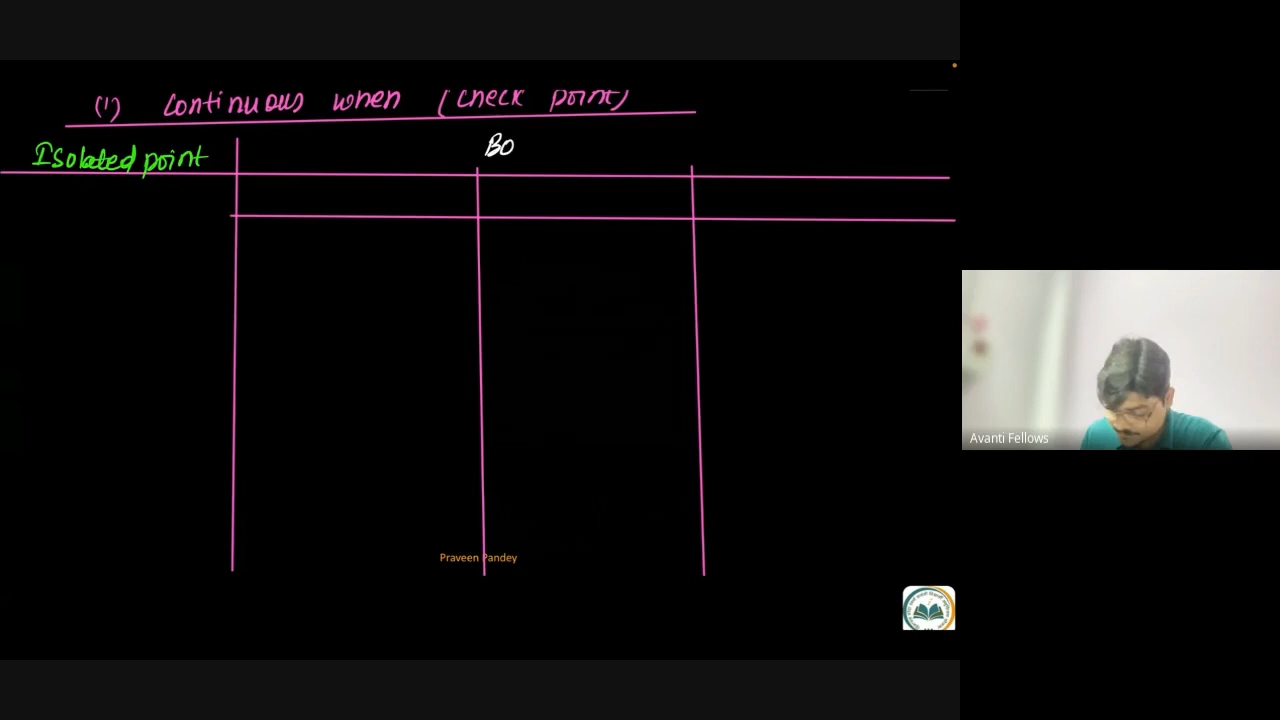 (1) Continuous when (check point)
Isolated point
BO
Avanti Fellows
Praveen Pandey